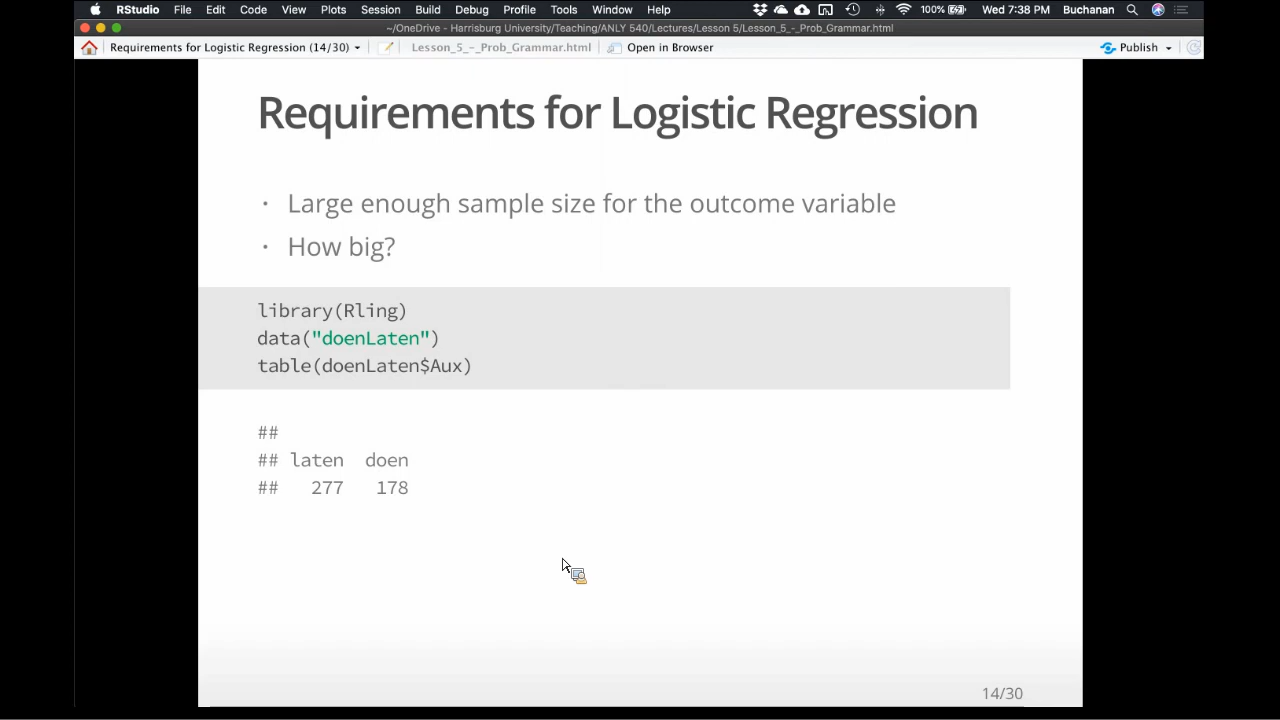 RStudio File Edit Code View Plots Session Build Debug Profile Tools Window Help 100% Wed 7:38 PM Buchanan
~/OneDrive - Harrisburg University/Teaching/ANLY 540/Lectures/Lesson 5/Lesson_5_-_Prob_Grammar.html
Requirements for Logistic Regression (14/30) Lesson_5_-_Prob_Grammar.html Open in Browser Publish
Requirements for Logistic Regression
· Large enough sample size for the outcome variable
· How big?
library(Rling)
data("doenLaten")
table(doenLaten$Aux)
##
## laten doen
## 277 178
14/30